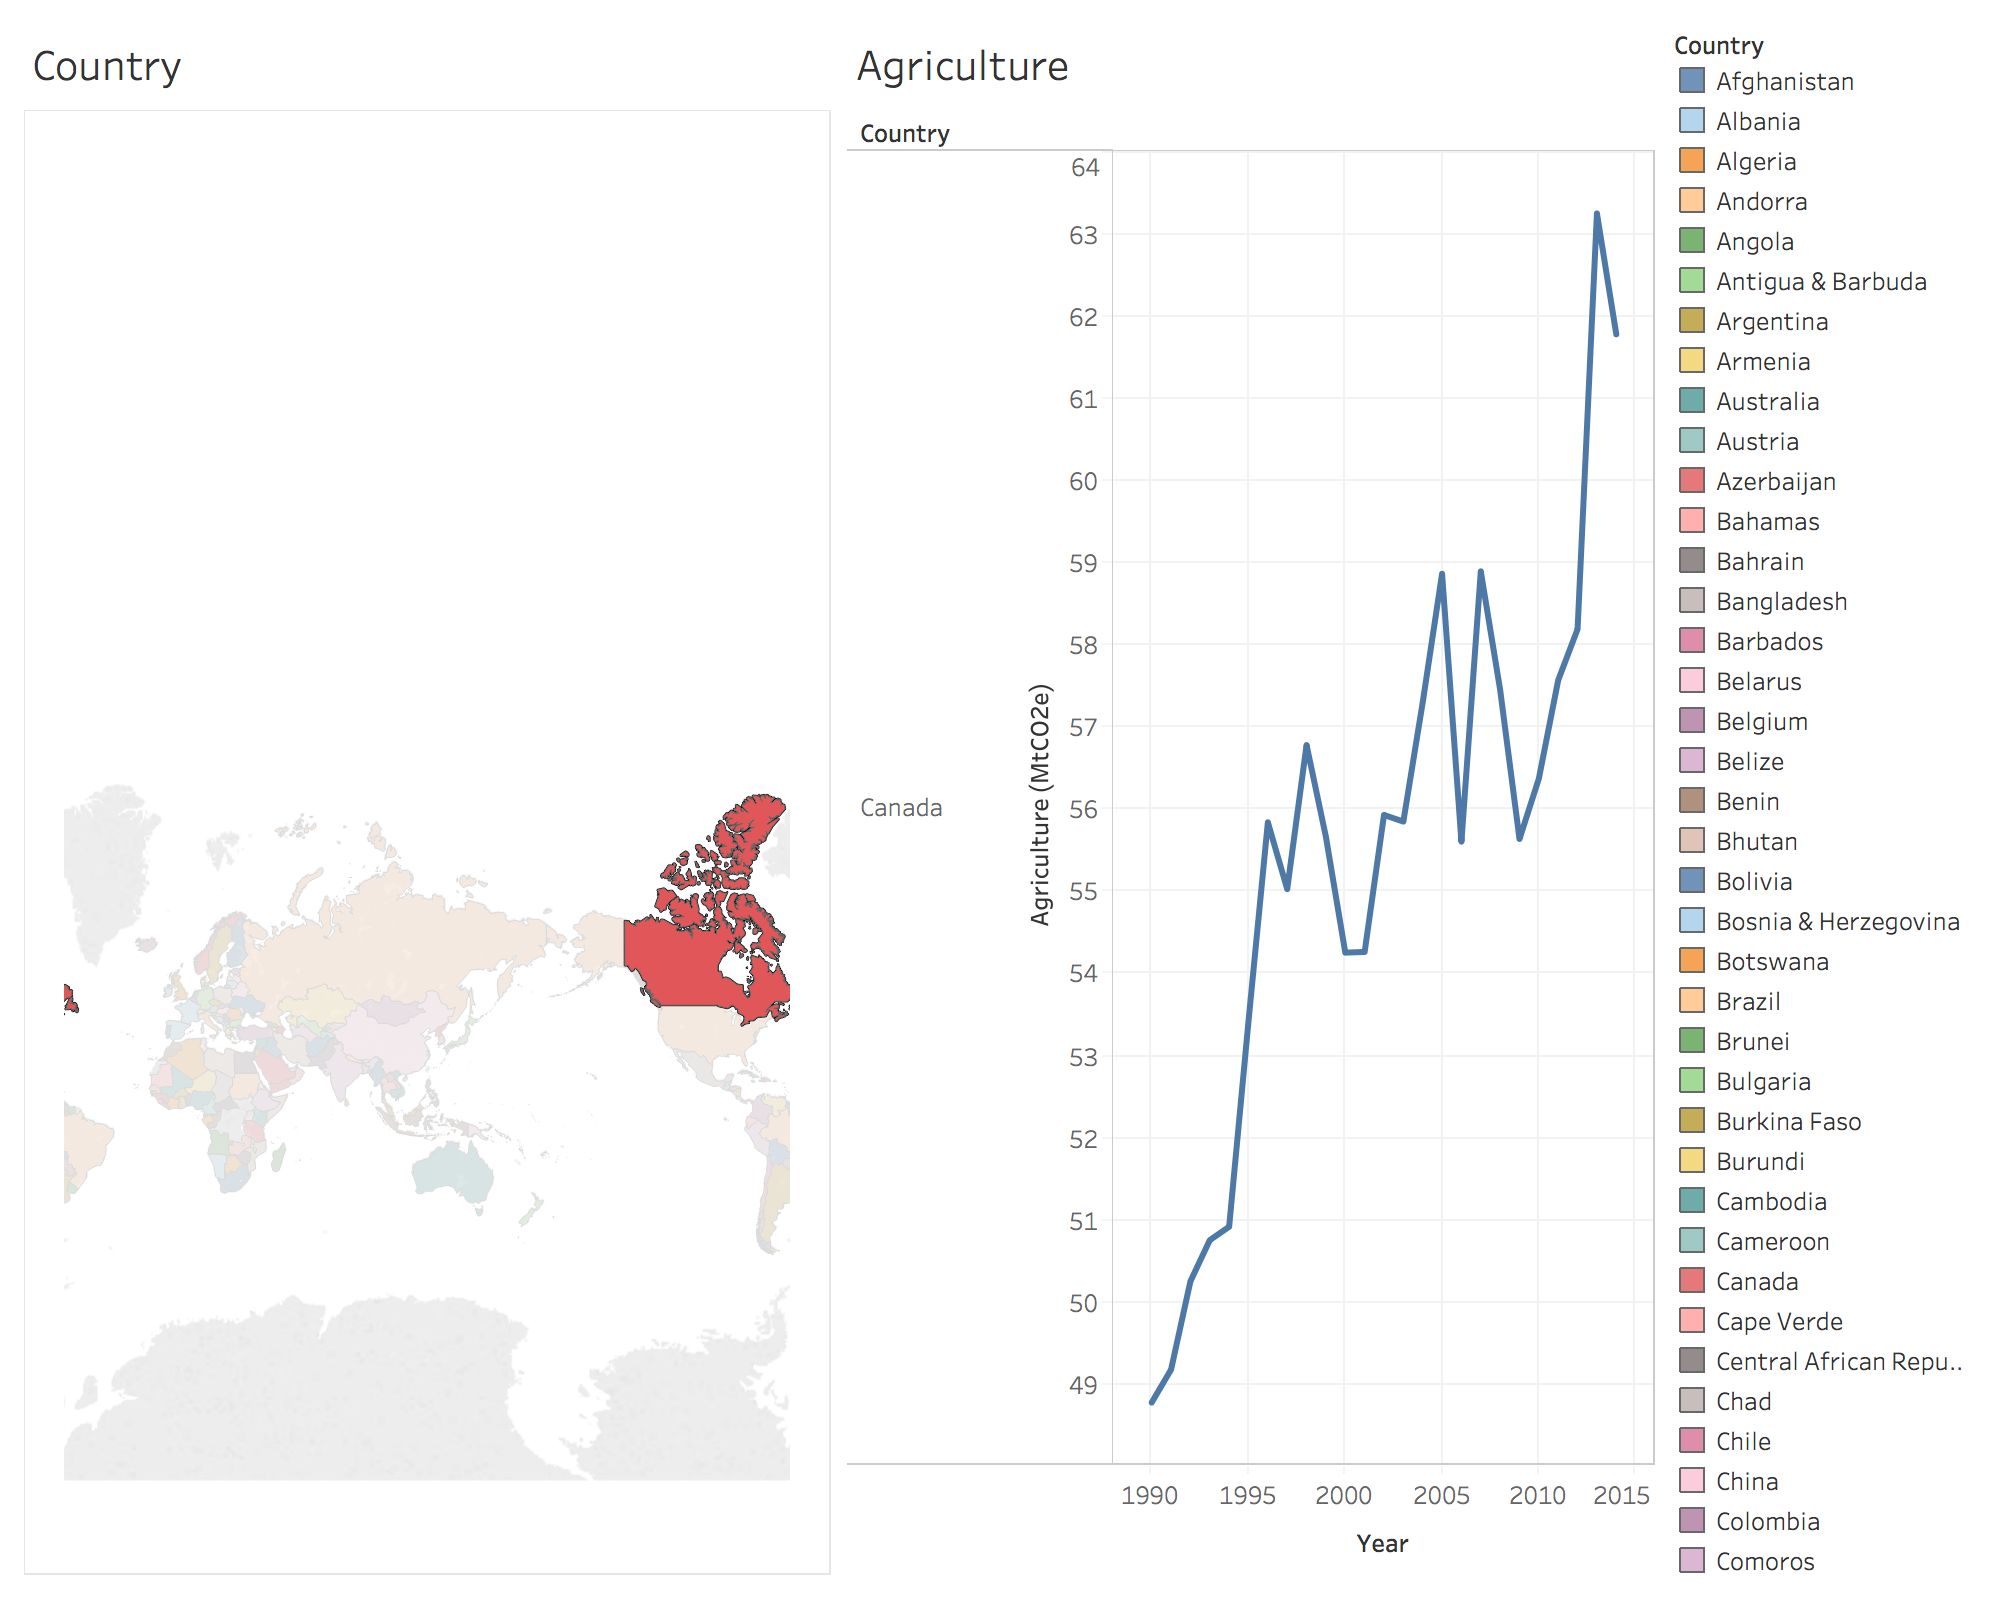 Country
Agriculture
Country
64
63
62
61
60
59
58
57
56
55
54
53
52
51
50
49
Agriculture (MtCO2e)
Canada
1990 1995 2000 2005 2010 2015
Year
Country
Afghanistan
Albania
Algeria
Andorra
Angola
Antigua & Barbuda
Argentina
Armenia
Australia
Austria
Azerbaijan
Bahamas
Bahrain
Bangladesh
Barbados
Belarus
Belgium
Belize
Benin
Bhutan
Bolivia
Bosnia & Herzegovina
Botswana
Brazil
Brunei
Bulgaria
Burkina Faso
Burundi
Cambodia
Cameroon
Canada
Cape Verde
Central African Repu..
Chad
Chile
China
Colombia
Comoros